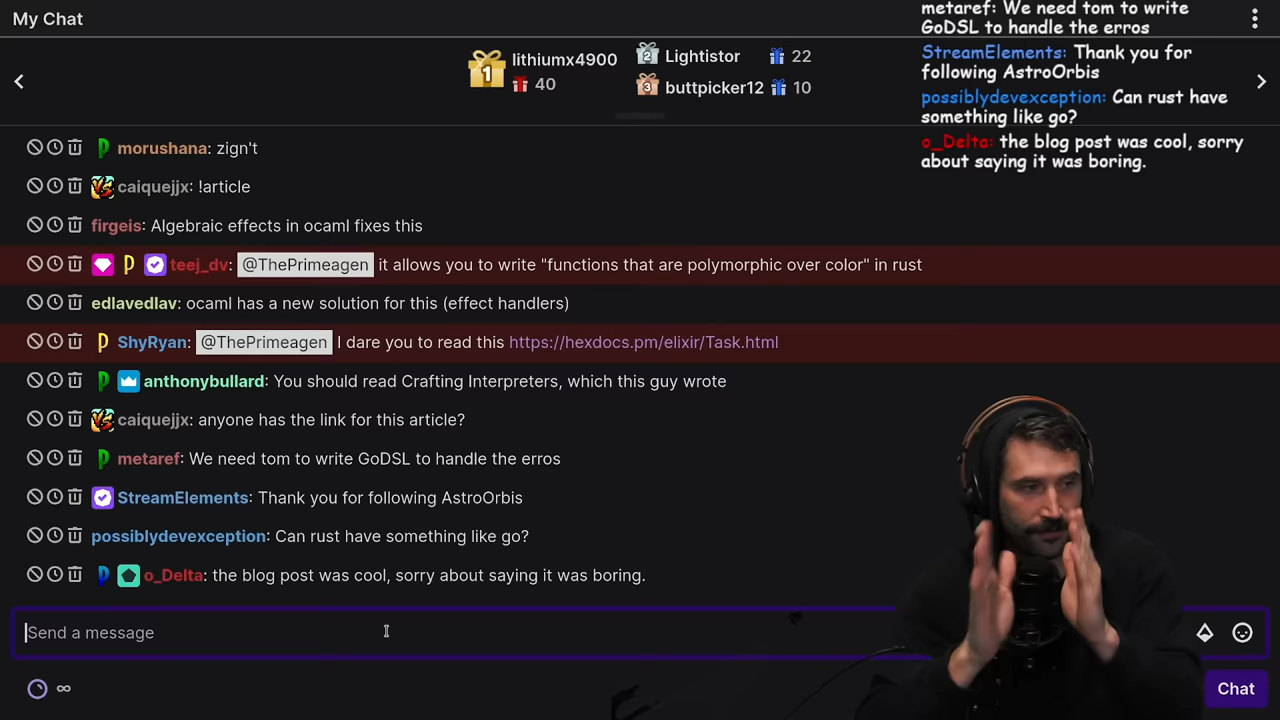 My Chat
lithiumx4900
40
Lightistor 22
buttpicker12 10
metaref: We need tom to write
GoDSL to handle the erros
StreamElements: Thank you for
following AstroOrbis
possiblydevexception: Can rust have
something like go?
o_Delta: the blog post was cool, sorry
about saying it was boring.
morushana: zign't
caiquejjx: !article
firgeis: Algebraic effects in ocaml fixes this
teej_dv: @ThePrimeagen it allows you to write "functions that are polymorphic over color" in rust
edlavedlav: ocaml has a new solution for this (effect handlers)
ShyRyan: @ThePrimeagen I dare you to read this https://hexdocs.pm/elixir/Task.html
anthonybullard: You should read Crafting Interpreters, which this guy wrote
caiquejjx: anyone has the link for this article?
metaref: We need tom to write GoDSL to handle the erros
StreamElements: Thank you for following AstroOrbis
possiblydevexception: Can rust have something like go?
o_Delta: the blog post was cool, sorry about saying it was boring.
Send a message
∞
Chat